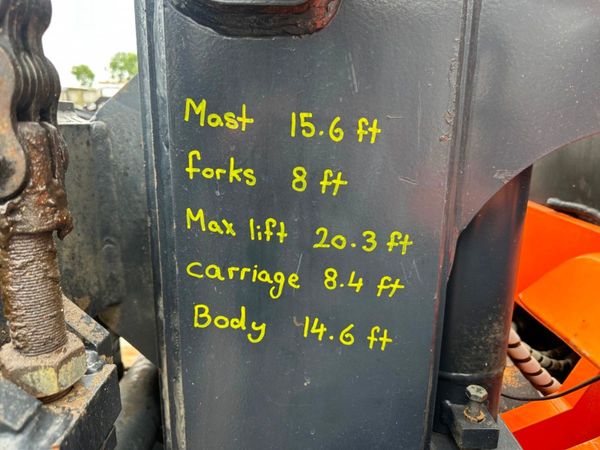 Mast 15.6 ft
forks 8 ft
Max lift 20.3 ft
carriage 8.4 ft
Body 14.6 ft